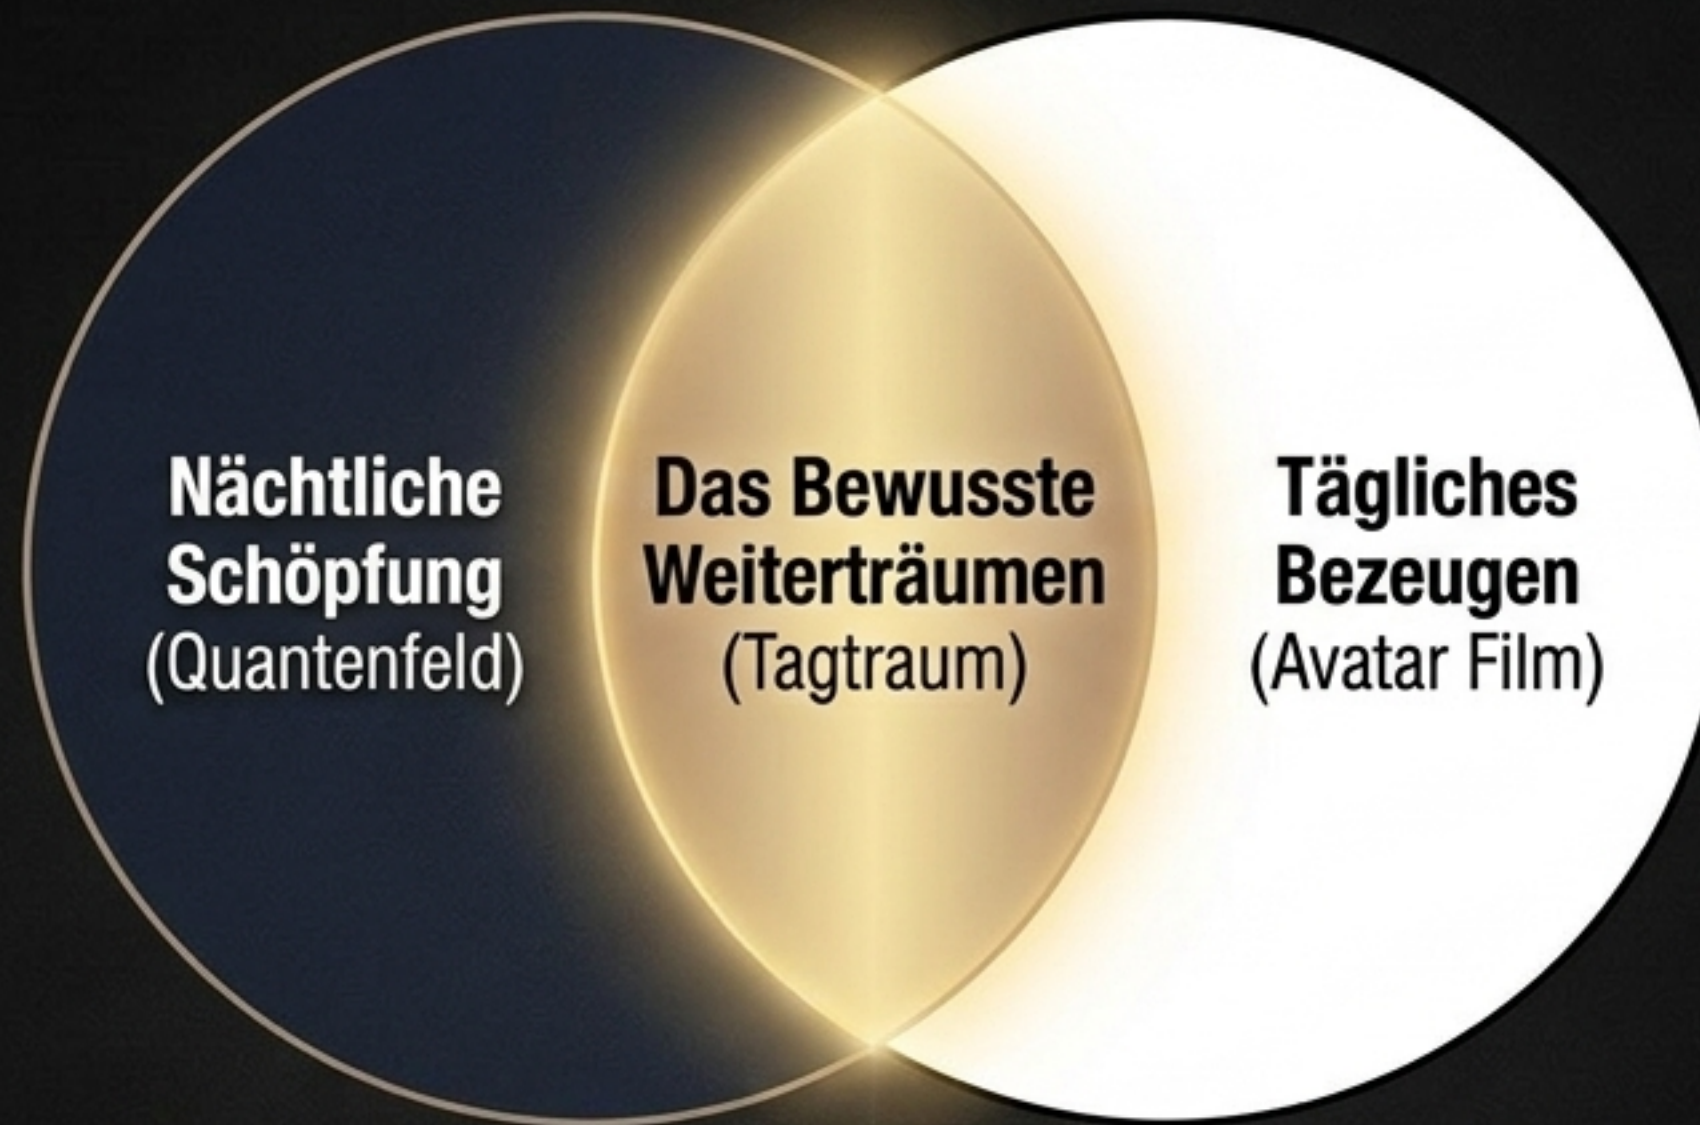 Nächtliche
Schöpfung
(Quantenfeld)
Das Bewusste
Weiterträumen
(Tagtraum)
Tägliches
Bezeugen
(Avatar Film)